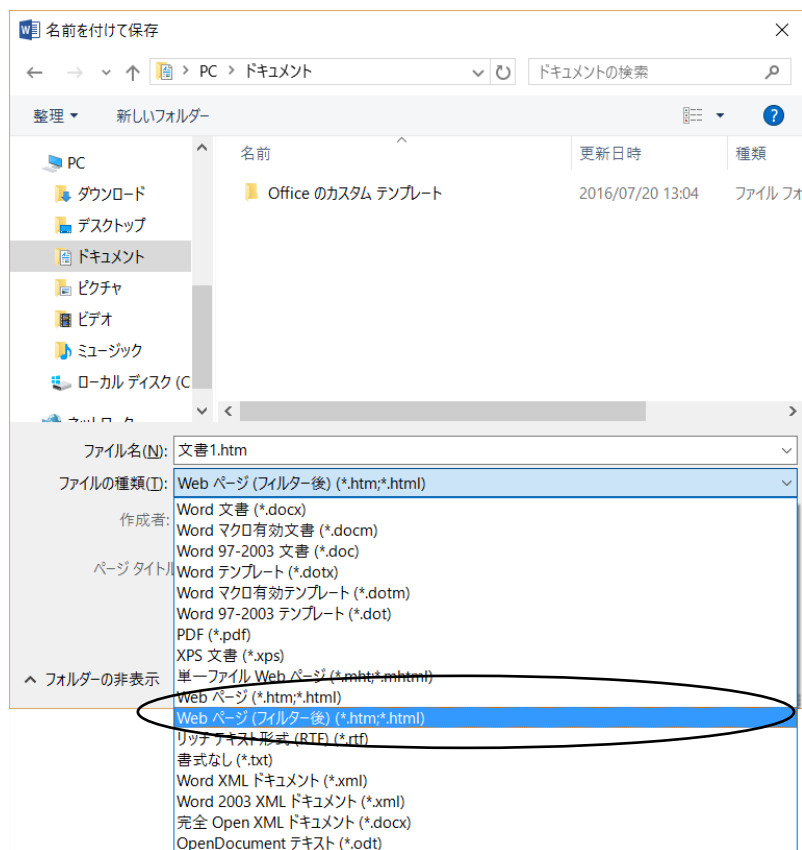 名前を付けて保存
PC > ドキュメント
ドキュメントの検索
整理
新しいフォルダー
名前
更新日時
種類
PC
ダウンロード
デスクトップ
ドキュメント
ピクチャ
ビデオ
ミュージック
ローカル ディスク (C
Office のカスタム テンプレート
2016/07/20 13:04
ファイル フォ
ファイル名(N):
文書1.htm
ファイルの種類(T):
Web ページ (フィルター後) (*.htm;*.html)
作成者:
ページ タイトル
フォルダーの非表示
Word 文書 (*.docx)
Word マクロ有効文書 (*.docm)
Word 97-2003 文書 (*.doc)
Word テンプレート (*.dotx)
Word マクロ有効テンプレート (*.dotm)
Word 97-2003 テンプレート (*.dot)
PDF (*.pdf)
XPS 文書 (*.xps)
単一ファイル Web ページ (*.mht;*.mhtml)
Web ページ (*.htm;*.html)
Web ページ (フィルター後) (*.htm;*.html)
リッチ テキスト形式 (RTF) (*.rtf)
書式なし (*.txt)
Word XML ドキュメント (*.xml)
Word 2003 XML ドキュメント (*.xml)
完全 Open XML ドキュメント (*.docx)
OpenDocument テキスト (*.odt)